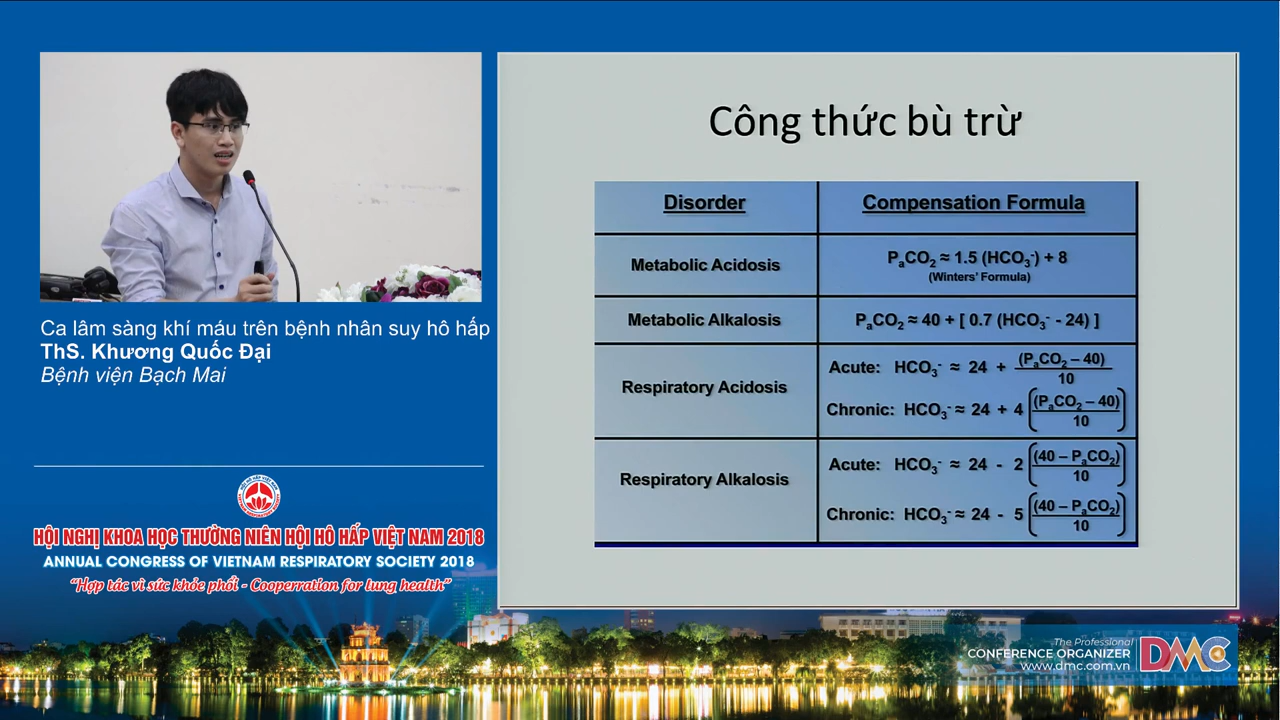 Công thức bù trừ
Disorder
Compensation Formula
Metabolic Acidosis
PaCO2 ≈ 1.5 (HCO3-) + 8
(Winters' Formula)
Metabolic Alkalosis
PaCO2 ≈ 40 + [ 0.7 (HCO3- - 24) ]
Respiratory Acidosis
Acute: HCO3- ≈ 24 + (PaCO2 – 40) / 10
Chronic: HCO3- ≈ 24 + 4 ((PaCO2 – 40) / 10)
Respiratory Alkalosis
Acute: HCO3- ≈ 24 - 2 ((40 – PaCO2) / 10)
Chronic: HCO3- ≈ 24 - 5 ((40 – PaCO2) / 10)
Ca lâm sàng khí máu trên bệnh nhân suy hô hấp
ThS. Khương Quốc Đại
Bệnh viện Bạch Mai
HỘI NGHỊ KHOA HỌC THƯỜNG NIÊN HỘI HÔ HẤP VIỆT NAM 2018
ANNUAL CONGRESS OF VIETNAM RESPIRATORY SOCIETY 2018
“Hợp tác vì sức khỏe phổi - Cooperration for lung health”
The Professional
CONFERENCE ORGANIZER
www.dmc.com.vn
DMC